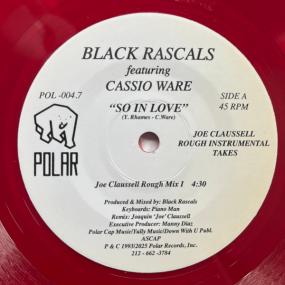 BLACK RASCALS
featuring
CASSIO WARE
POL -004.7
SIDE A
45 RPM
"SO IN LOVE"
(Y. Rhames - C.Ware)
POLAR
JOE CLAUSSELL
ROUGH INSTRUMENTAL
TAKES
Joe Claussell Rough Mix I 4:30
Produced & Mixed by: Black Rascals
Keyboards: Piano Man
Remix: Joaquin 'Joe' Claussell
Executive Producer: Manny Diaz
Polar Cap Music/Yully Music/Down With U Publ.
ASCAP
P & C 1993/2025 Polar Records, Inc.
212 - 662 -3784